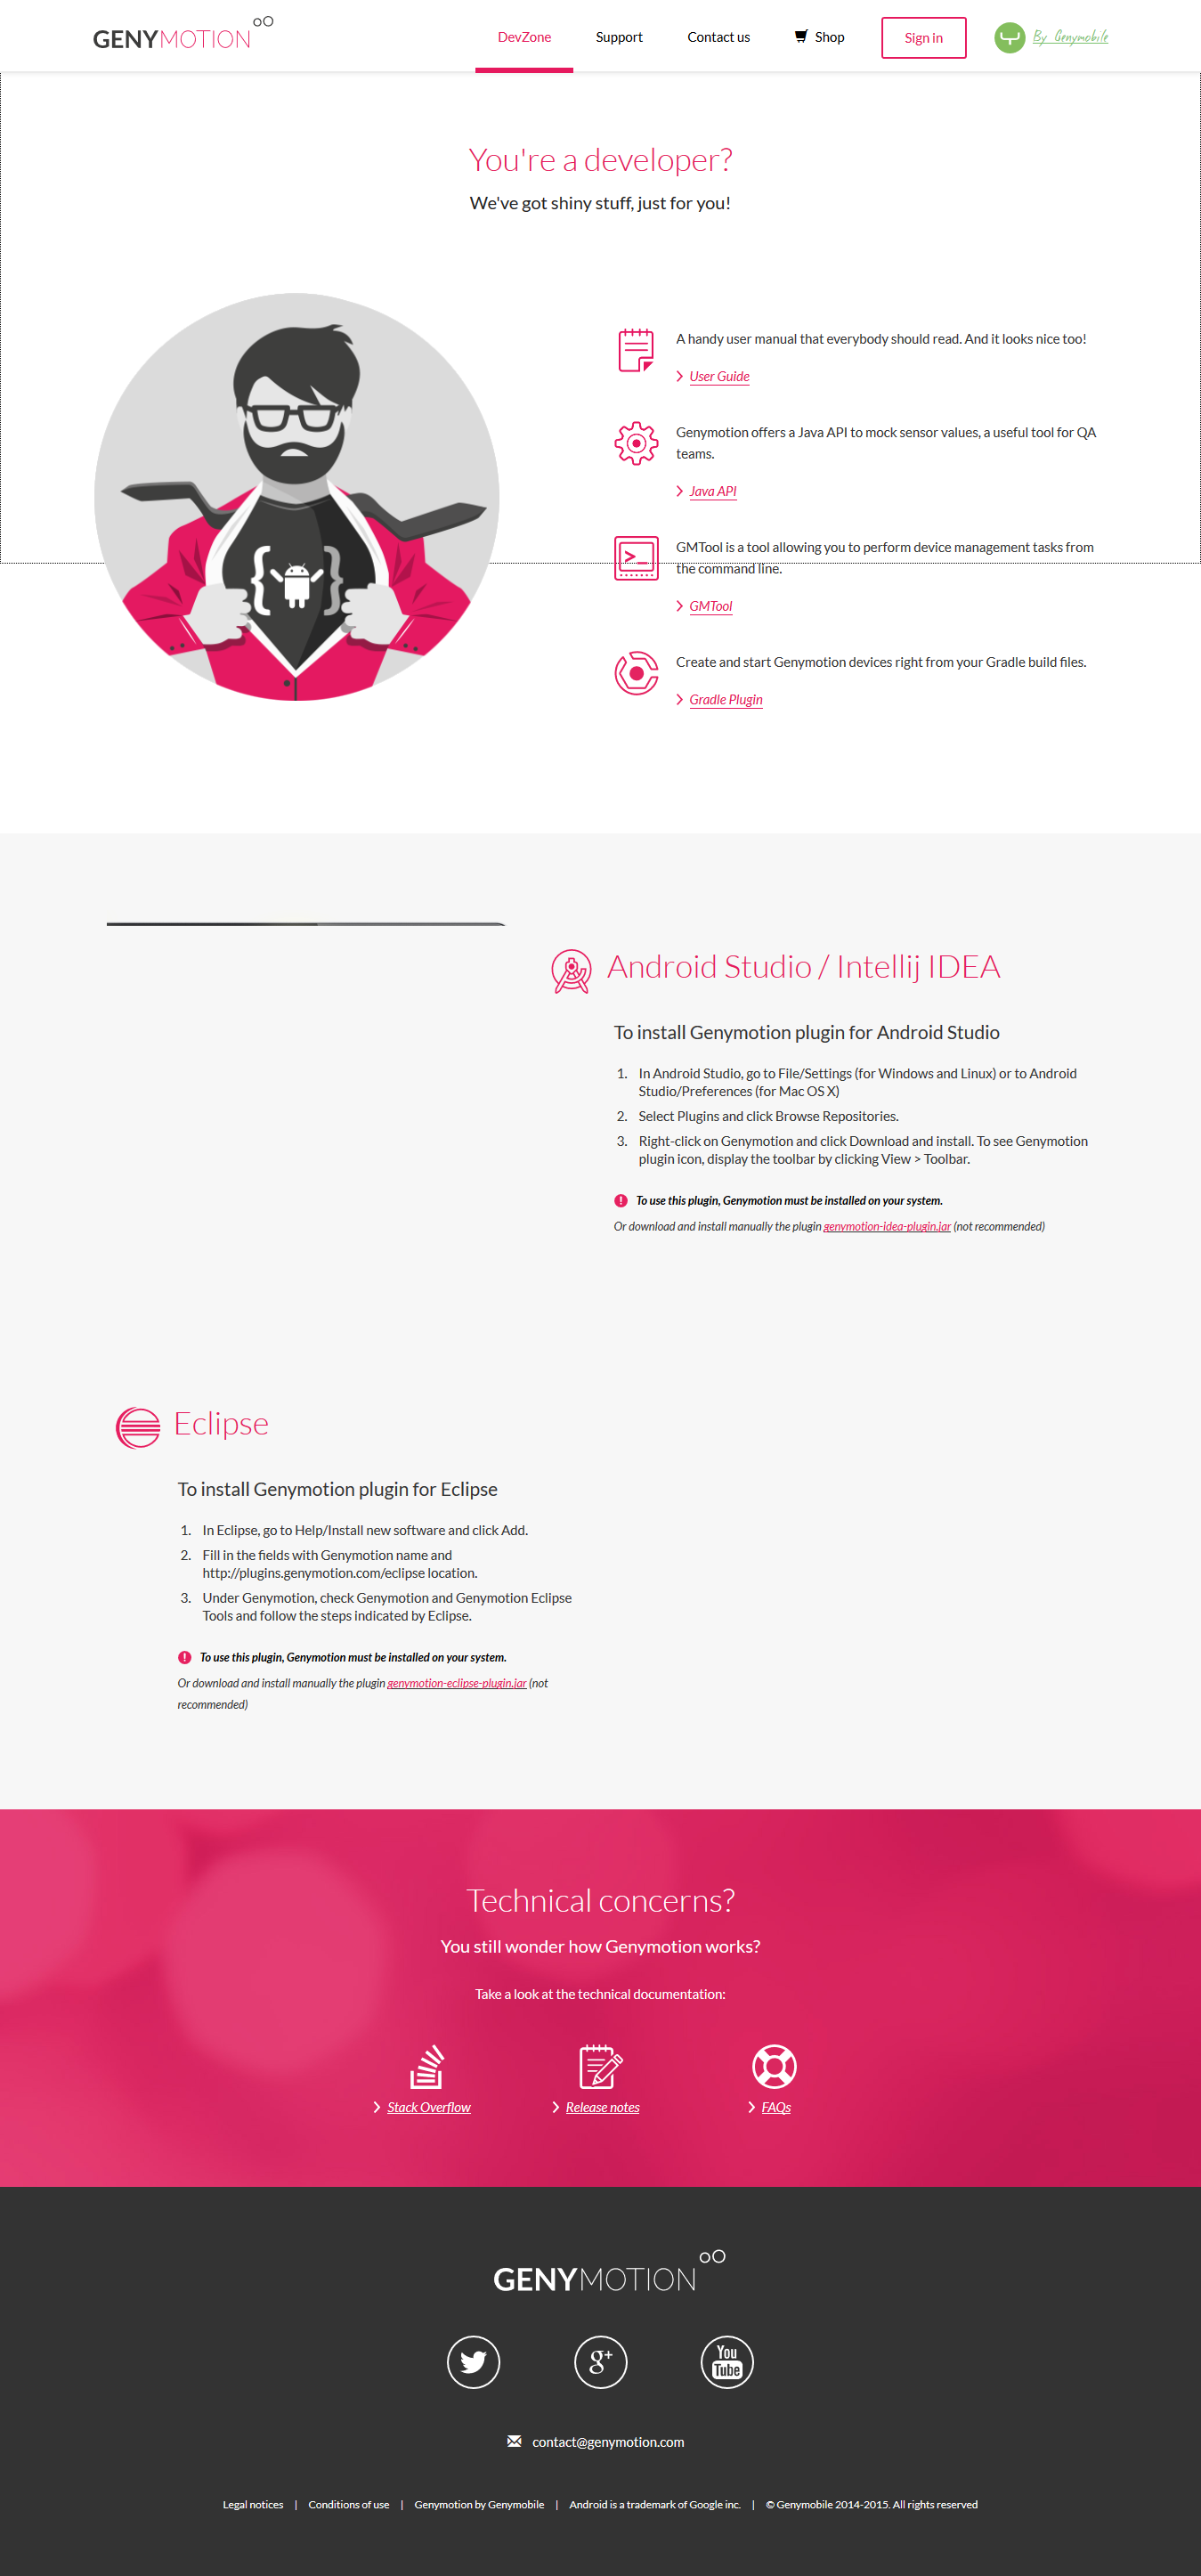 GENYMOTION
DevZone
Support
Contact us
Shop
Sign in
By Genymobile
You're a developer?
We've got shiny stuff, just for you!
A handy user manual that everybody should read. And it looks nice too!
User Guide
Genymotion offers a Java API to mock sensor values, a useful tool for QA
teams.
Java API
GMTool is a tool allowing you to perform device management tasks from
the command line.
GMTool
Create and start Genymotion devices right from your Gradle build files.
Gradle Plugin
Android Studio / Intellij IDEA
To install Genymotion plugin for Android Studio
1. In Android Studio, go to File/Settings (for Windows and Linux) or to Android
Studio/Preferences (for Mac OS X)
2. Select Plugins and click Browse Repositories.
3. Right-click on Genymotion and click Download and install. To see Genymotion
plugin icon, display the toolbar by clicking View > Toolbar.
To use this plugin, Genymotion must be installed on your system.
Or download and install manually the plugin genymotion-idea-plugin.jar (not recommended)
Eclipse
To install Genymotion plugin for Eclipse
1. In Eclipse, go to Help/Install new software and click Add.
2. Fill in the fields with Genymotion name and
http://plugins.genymotion.com/eclipse location.
3. Under Genymotion, check Genymotion and Genymotion Eclipse
Tools and follow the steps indicated by Eclipse.
To use this plugin, Genymotion must be installed on your system.
Or download and install manually the plugin genymotion-eclipse-plugin.jar (not
recommended)
Technical concerns?
You still wonder how Genymotion works?
Take a look at the technical documentation:
Stack Overflow
Release notes
FAQs
GENYMOTION
g+
You
Tube
contact@genymotion.com
Legal notices | Conditions of use | Genymotion by Genymobile | Android is a trademark of Google inc. | © Genymobile 2014-2015. All rights reserved